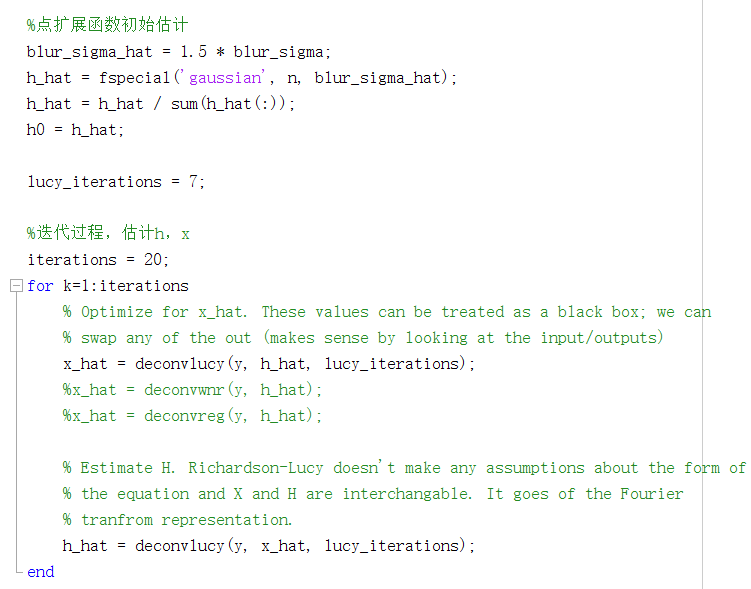 %点扩展函数初始估计
blur_sigma_hat = 1.5 * blur_sigma;
h_hat = fspecial('gaussian', n, blur_sigma_hat);
h_hat = h_hat / sum(h_hat(:));
h0 = h_hat;
lucy_iterations = 7;
%迭代过程，估计h，x
iterations = 20;
for k=1:iterations
% Optimize for x_hat. These values can be treated as a black box; we can
% swap any of the out (makes sense by looking at the input/outputs)
x_hat = deconvlucy(y, h_hat, lucy_iterations);
%x_hat = deconvwnr(y, h_hat);
%x_hat = deconvreg(y, h_hat);
% Estimate H. Richardson-Lucy doesn't make any assumptions about the form of
% the equation and X and H are interchangable. It goes of the Fourier
% tranfrom representation.
h_hat = deconvlucy(y, x_hat, lucy_iterations);
end